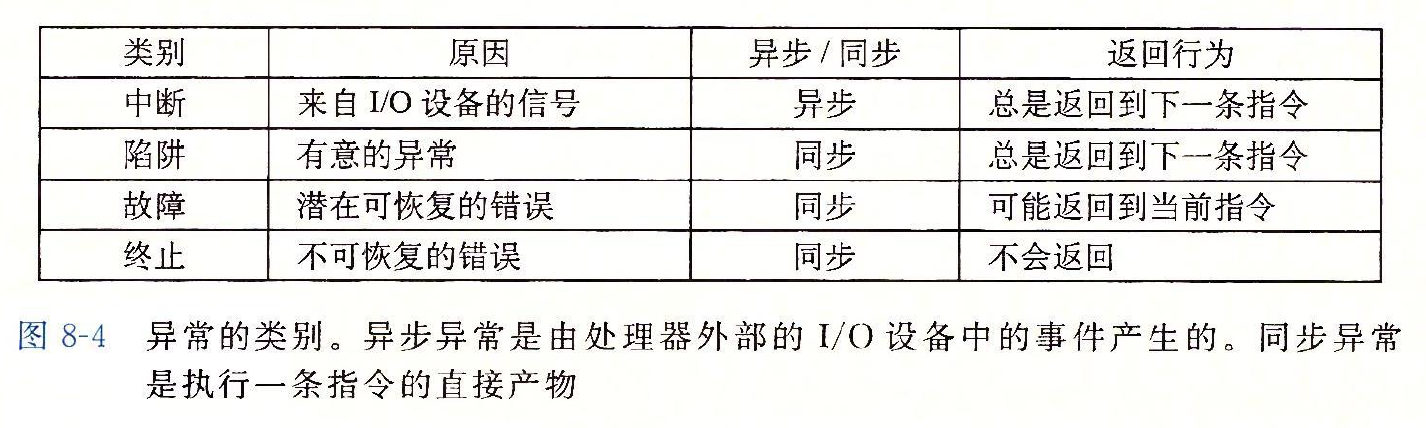 类别 原因 异步 / 同步 返回行为
中断 来自 I/O 设备的信号 异步 总是返回到下一条指令
陷阱 有意的异常 同步 总是返回到下一条指令
故障 潜在可恢复的错误 同步 可能返回到当前指令
终止 不可恢复的错误 同步 不会返回
图 8-4 异常的类别。异步异常是由处理器外部的 I/O 设备中的事件产生的。同步异常
是执行一条指令的直接产物